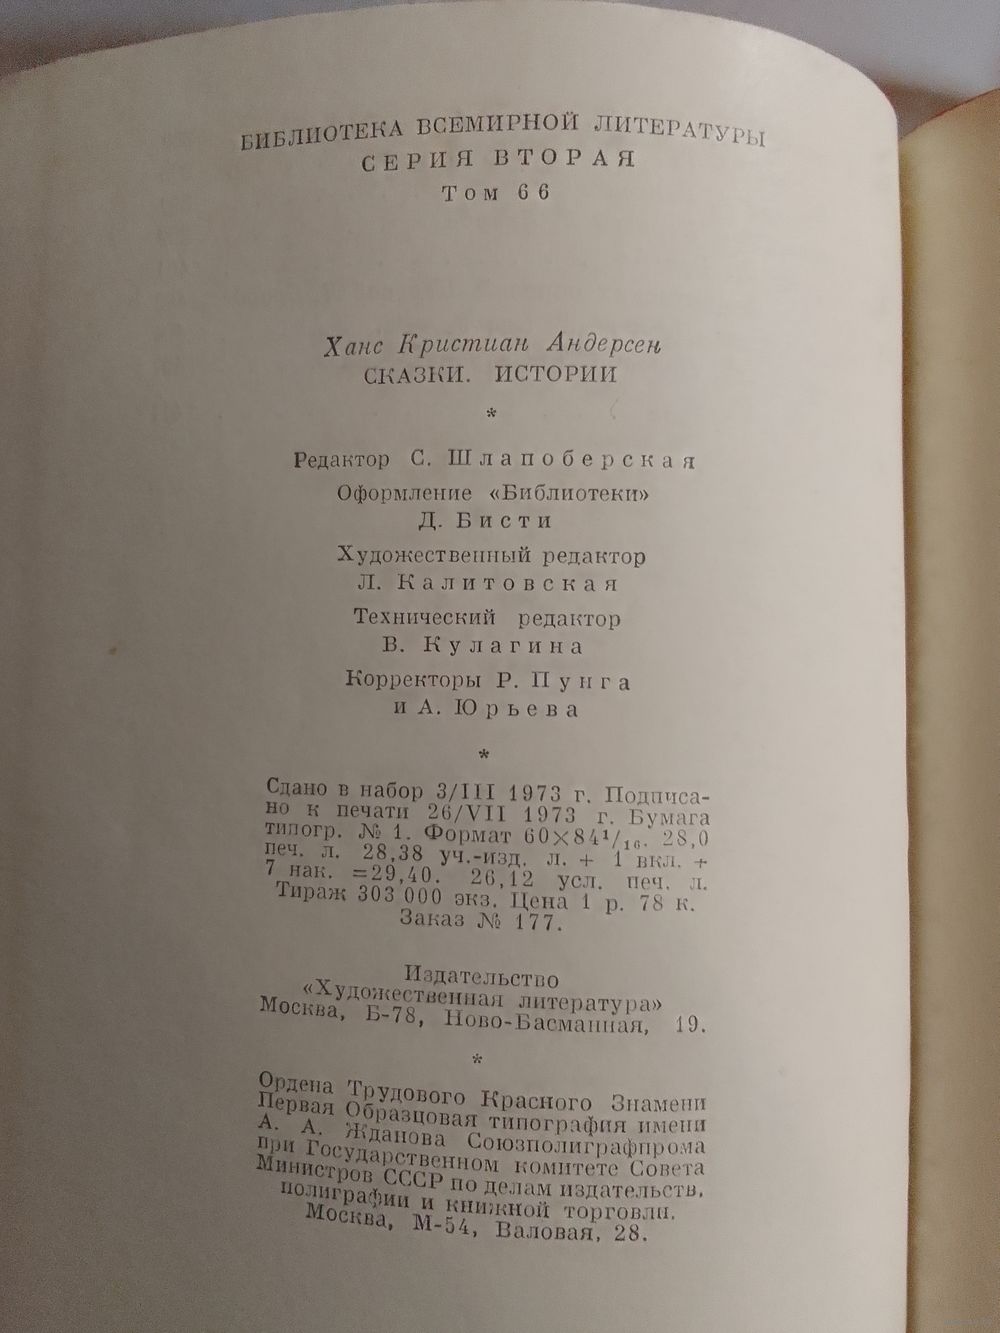 БИБЛИОТЕКА ВСЕМИРНОЙ ЛИТЕРАТУРЫ
СЕРИЯ ВТОРАЯ
Том 66
Ханс Кристиан Андерсен
СКАЗКИ. ИСТОРИИ
*
Редактор С. Шлапоберская
Оформление «Библиотеки»
Д. Бисти
Художественный редактор
Л. Калитовская
Технический редактор
В. Кулагина
Корректоры Р. Пунга
и А. Юрьева
*
Сдано в набор 3/III 1973 г. Подписа-
но к печати 26/VII 1973 г. Бумага
типогр. № 1. Формат 60×84¹/₁₆. 28,0
печ. л. 28,38 уч.-изд. л. + 1 вкл. +
7 нак. =29,40. 26,12 усл. печ. л.
Тираж 303 000 экз. Цена 1 р. 78 к.
Заказ № 177.
Издательство
«Художественная литература»
Москва, Б-78, Ново-Басманная, 19.
*
Ордена Трудового Красного Знамени
Первая Образцовая типография имени
А. А. Жданова Союзполиграфпрома
при Государственном комитете Совета
Министров СССР по делам издательств,
полиграфии и книжной торговли.
Москва, М-54, Валовая, 28.